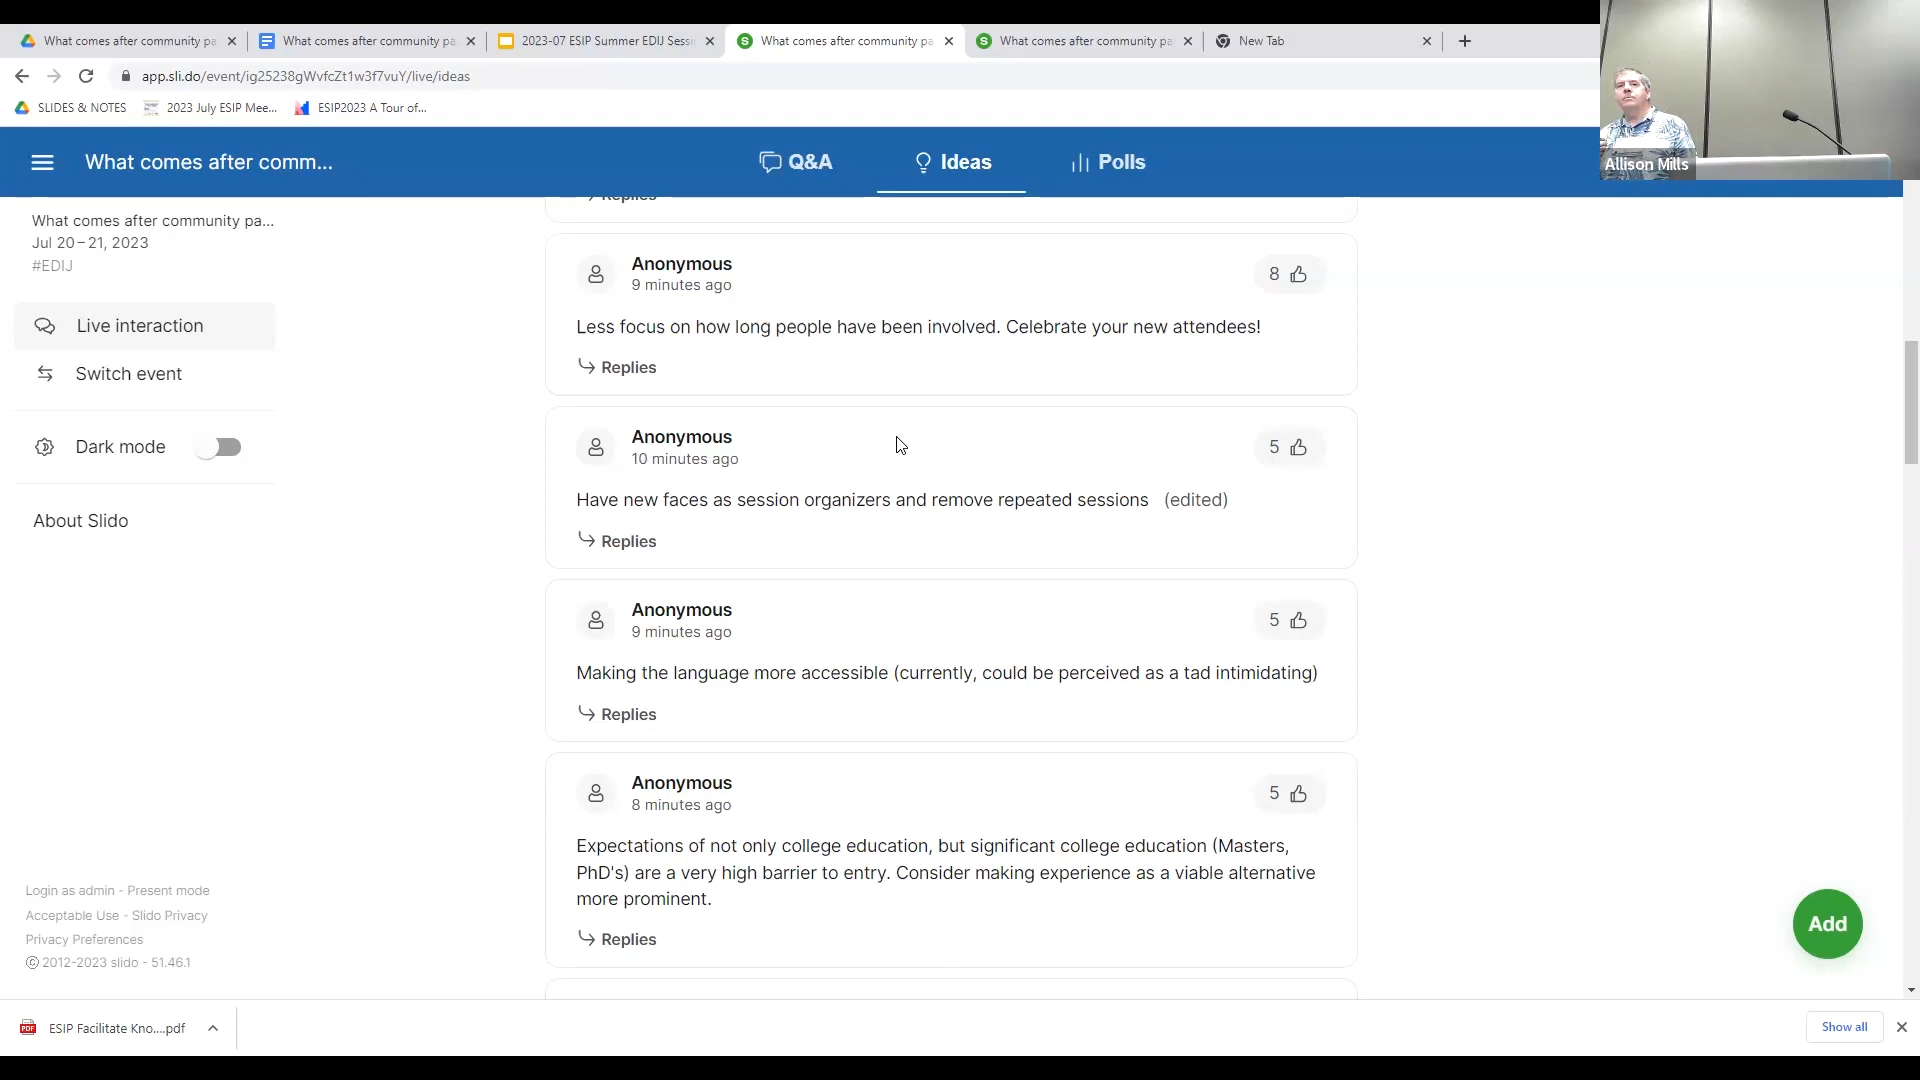 What comes after community pa
What comes after community pa
2023-07 ESIP Summer EDIJ Sessi
What comes after community pa
What comes after community pa
New Tab
app.sli.do/event/ig25238gWvfcZt1w3f7vuY/live/ideas
SLIDES & NOTES
2023 July ESIP Mee...
ESIP2023 A Tour of...
Allison Mills
What comes after comm...
Q&A
Ideas
Polls
What comes after community pa...
Jul 20 – 21, 2023
#EDIJ
Live interaction
Switch event
Dark mode
About Slido
Login as admin - Present mode
Acceptable Use - Slido Privacy
Privacy Preferences
© 2012-2023 slido - 51.46.1
Replies
Anonymous
9 minutes ago
8
Less focus on how long people have been involved. Celebrate your new attendees!
Replies
Anonymous
10 minutes ago
5
Have new faces as session organizers and remove repeated sessions (edited)
Replies
Anonymous
9 minutes ago
5
Making the language more accessible (currently, could be perceived as a tad intimidating)
Replies
Anonymous
8 minutes ago
5
Expectations of not only college education, but significant college education (Masters,
PhD's) are a very high barrier to entry. Consider making experience as a viable alternative
more prominent.
Replies
Add
PDF
ESIP Facilitate Kno....pdf
Show all